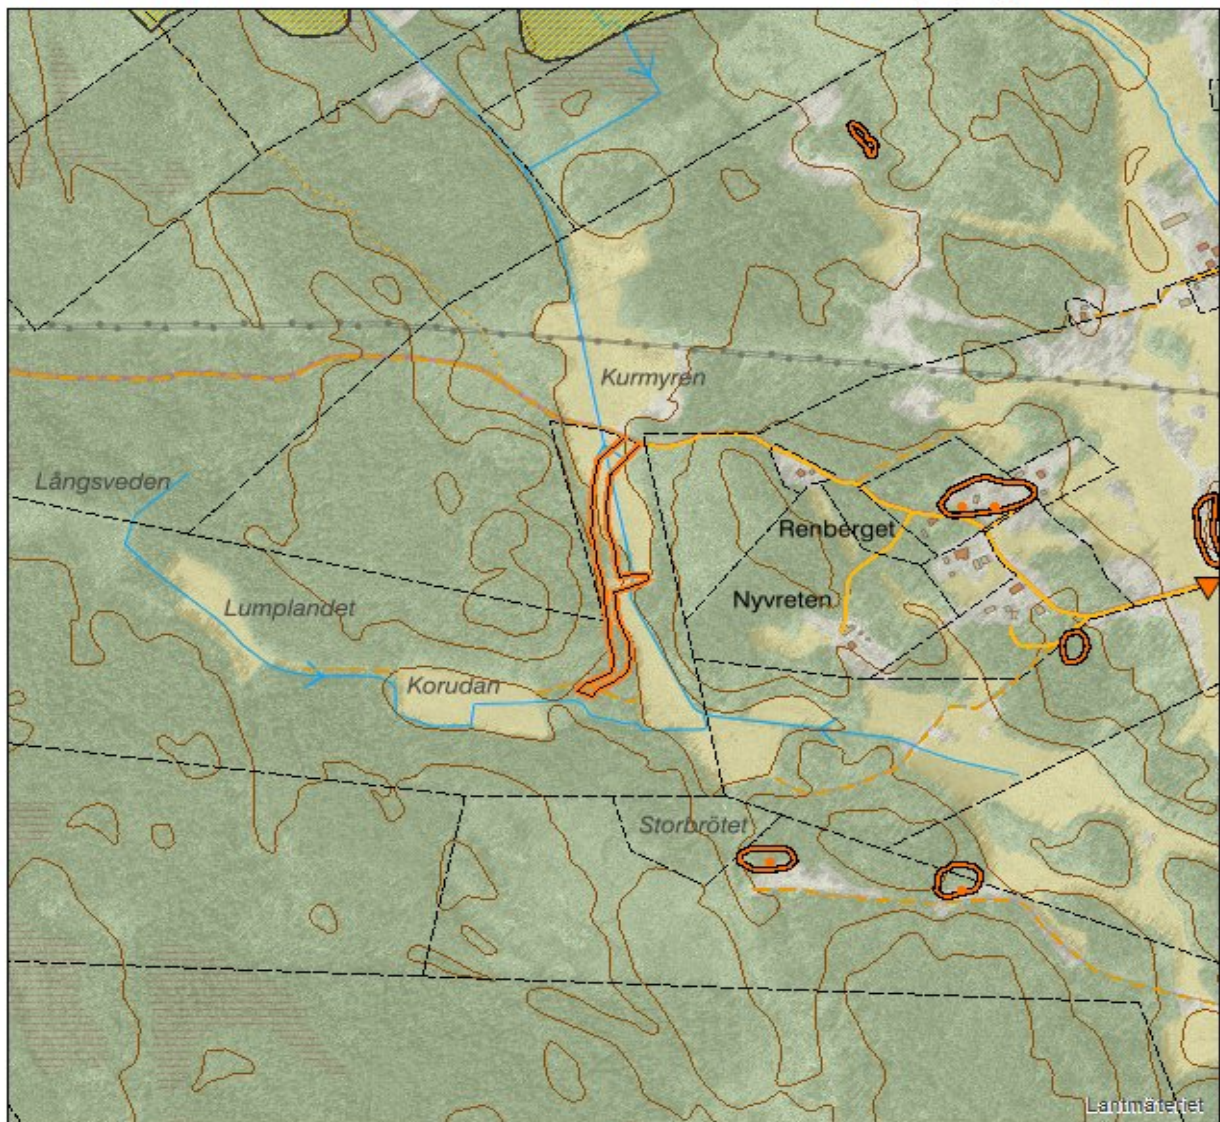 Kurmyren
Långsveden
Renberget
Nyvreten
Lumplandet
Korudan
Storbrötet
Lantmäteriet